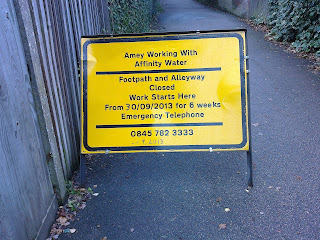 Amey Working With
Affinity Water
Footpath and Alleyway
Closed
Work Starts Here
From 30/09/2013 for 6 weeks
Emergency Telephone
0845 782 3333